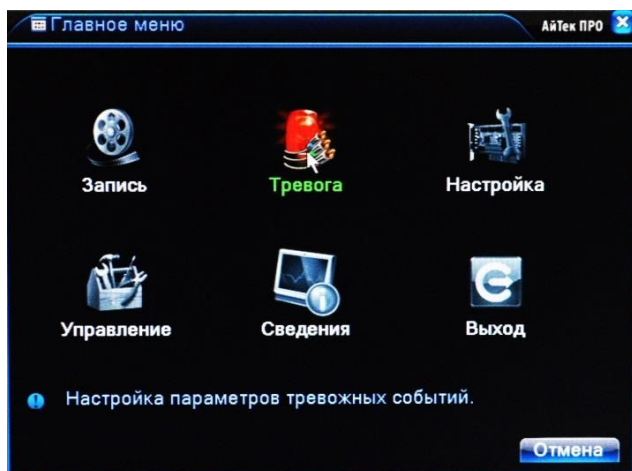 Главное меню
АйТек ПРО
Запись
Тревога
Настройка
Управление
Сведения
Выход
Настройка параметров тревожных событий.
Отмена